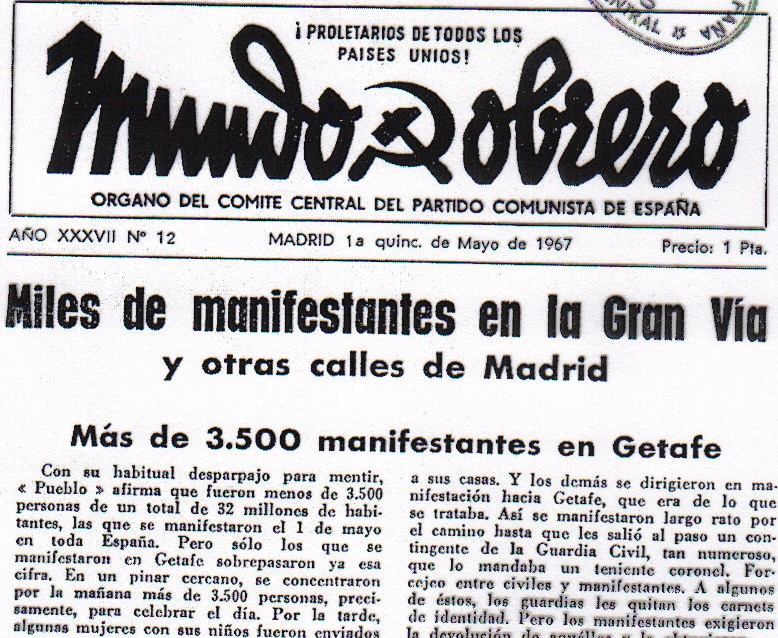 ¡ PROLETARIOS DE TODOS LOS
PAISES UNIOS!
Mundo obrero
ORGANO DEL COMITE CENTRAL DEL PARTIDO COMUNISTA DE ESPAÑA
AÑO XXXVII Nº 12 MADRID 1a quinc. de Mayo de 1967 Precio: 1 Pta.
Miles de manifestantes en la Gran Vía
y otras calles de Madrid
Más de 3.500 manifestantes en Getafe
Con su habitual desparpajo para mentir,
« Pueblo » afirma que fueron menos de 3.500
personas de un total de 32 millones de habi-
tantes, las que se manifestaron el 1 de mayo
en toda España. Pero sólo los que se
manifestaron en Getafe sobrepasaron ya esa
cifra. En un pinar cercano, se concentraron
por la mañana más de 3.500 personas, preci-
samente, para celebrar el día. Por la tarde,
algunas mujeres con sus niños fueron enviados
a sus casas. Y los demás se dirigieron en ma-
nifestación hacia Getafe, que era de lo que
se trataba. Así se manifestaron largo rato por
el camino hasta que les salió al paso un con-
tingente de la Guardia Civil, tan numeroso,
que lo mandaba un teniente coronel. For-
cejeo entre civiles y manifestantes. A algunos
de éstos, los guardias les quitan los carnets
de identidad. Pero los manifestantes exigieron
la devolución de